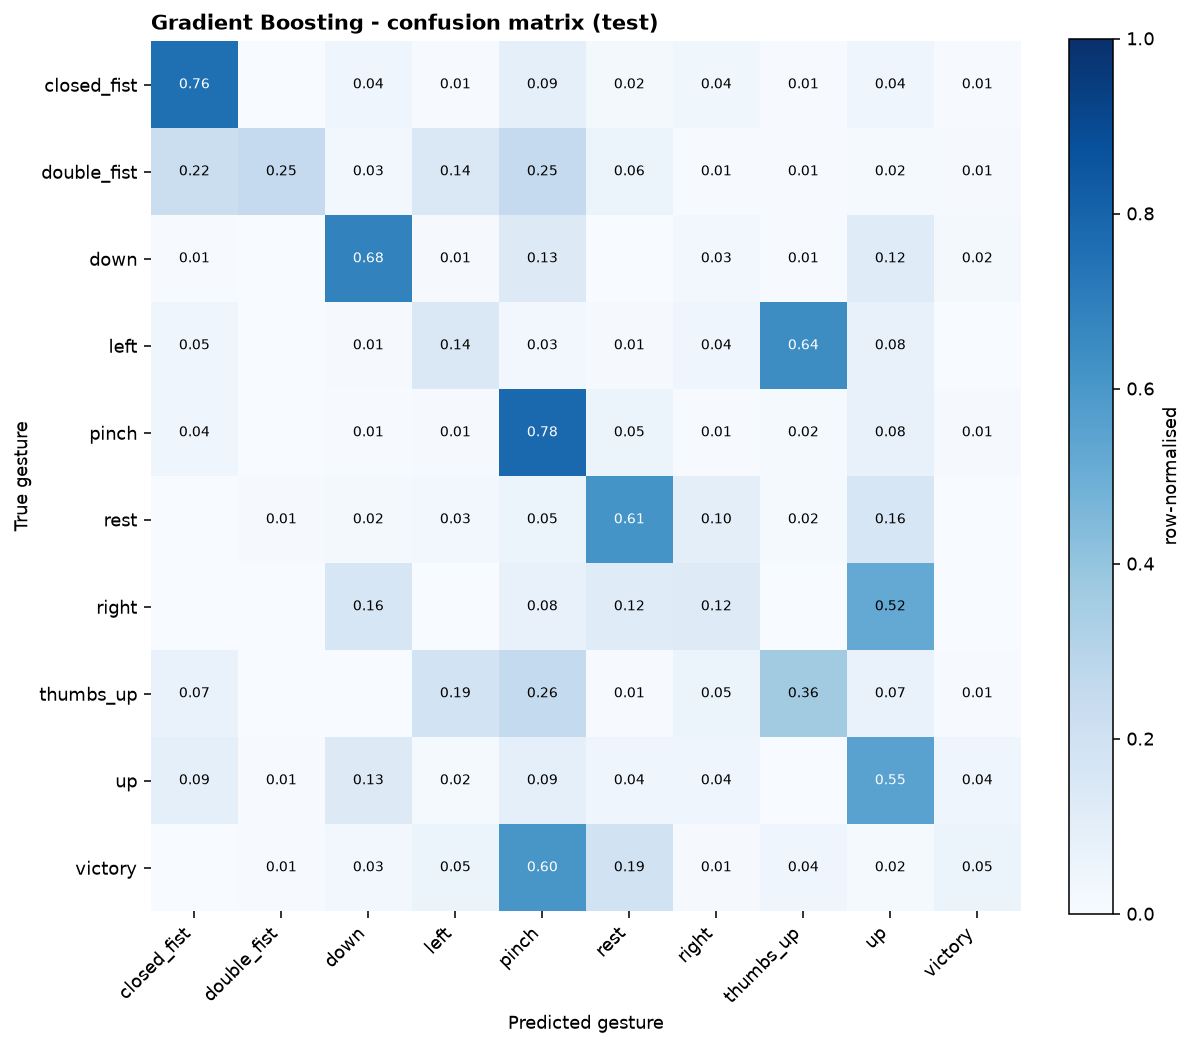 Gradient Boosting - confusion matrix (test)
closed_fist 0.76 0.04 0.01 0.09 0.02 0.04 0.01 0.04 0.01
double_fist 0.22 0.25 0.03 0.14 0.25 0.06 0.01 0.01 0.02 0.01
down 0.01 0.68 0.01 0.13 0.03 0.01 0.12 0.02
left 0.05 0.01 0.14 0.03 0.01 0.04 0.64 0.08
pinch 0.04 0.01 0.01 0.78 0.05 0.01 0.02 0.08 0.01
rest 0.01 0.02 0.03 0.05 0.61 0.10 0.02 0.16
right 0.16 0.08 0.12 0.12 0.52
thumbs_up 0.07 0.19 0.26 0.01 0.05 0.36 0.07 0.01
up 0.09 0.01 0.13 0.02 0.09 0.04 0.04 0.55 0.04
victory 0.01 0.03 0.05 0.60 0.19 0.01 0.04 0.02 0.05
closed_fist double_fist down left pinch rest right thumbs_up up victory
Predicted gesture
True gesture
1.0
0.8
0.6
0.4
0.2
0.0
row-normalised